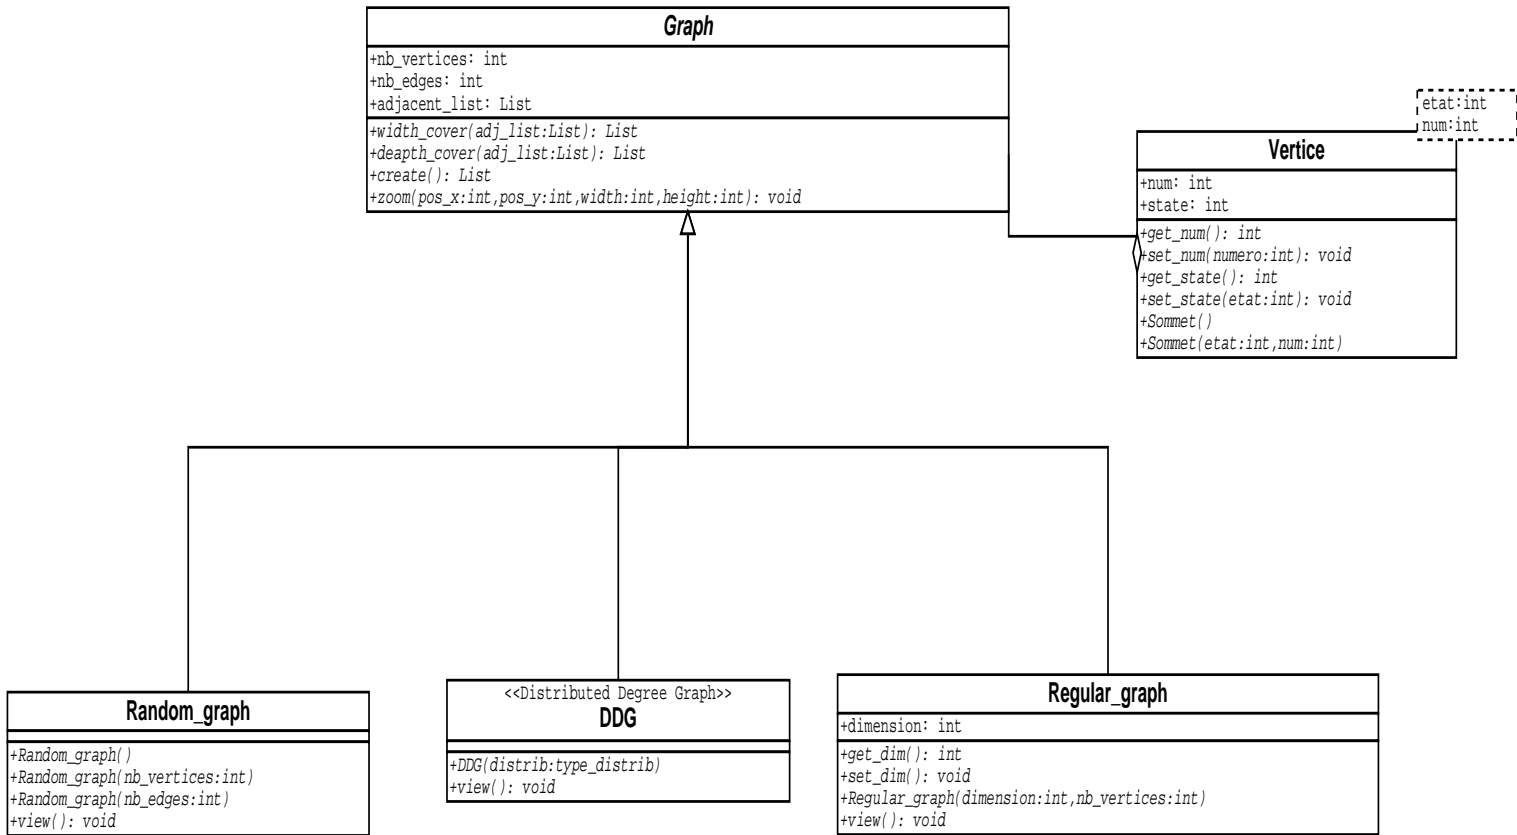 Graph
+nb_vertices: int
+nb_edges: int
+adjacent_list: List
+width_cover(adj_list:List): List
+deapth_cover(adj_list:List): List
+create(): List
+zoom(pos_x:int,pos_y:int,width:int,height:int): void
etat:int
num:int
Vertice
+num: int
+state: int
+get_num(): int
+set_num(numero:int): void
+get_state(): int
+set_state(etat:int): void
+Sommet()
+Sommet(etat:int,num:int)
Random_graph
+Random_graph()
+Random_graph(nb_vertices:int)
+Random_graph(nb_edges:int)
+view(): void
<<Distributed Degree Graph>>
DDG
+DDG(distrib:type_distrib)
+view(): void
Regular_graph
+dimension: int
+get_dim(): int
+set_dim(): void
+Regular_graph(dimension:int,nb_vertices:int)
+view(): void